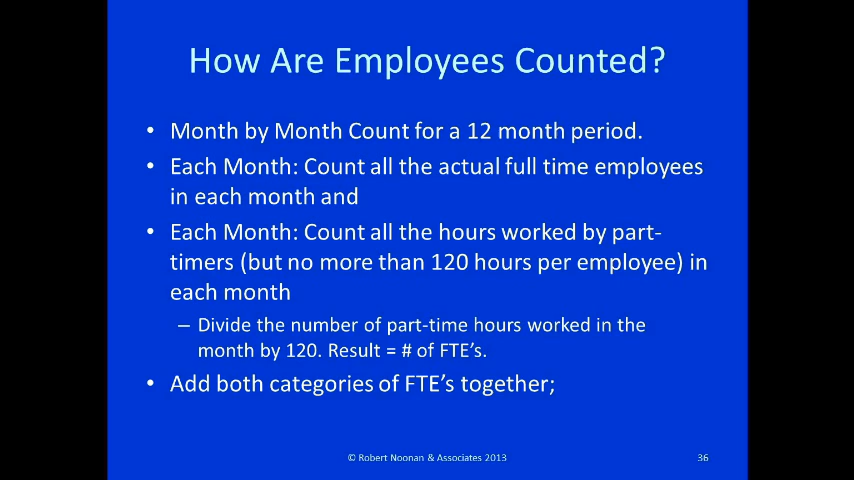 How Are Employees Counted?
• Month by Month Count for a 12 month period.
• Each Month: Count all the actual full time employees
in each month and
• Each Month: Count all the hours worked by part-
timers (but no more than 120 hours per employee) in
each month
– Divide the number of part-time hours worked in the
month by 120. Result = # of FTE’s.
• Add both categories of FTE’s together;
© Robert Noonan & Associates 2013
36